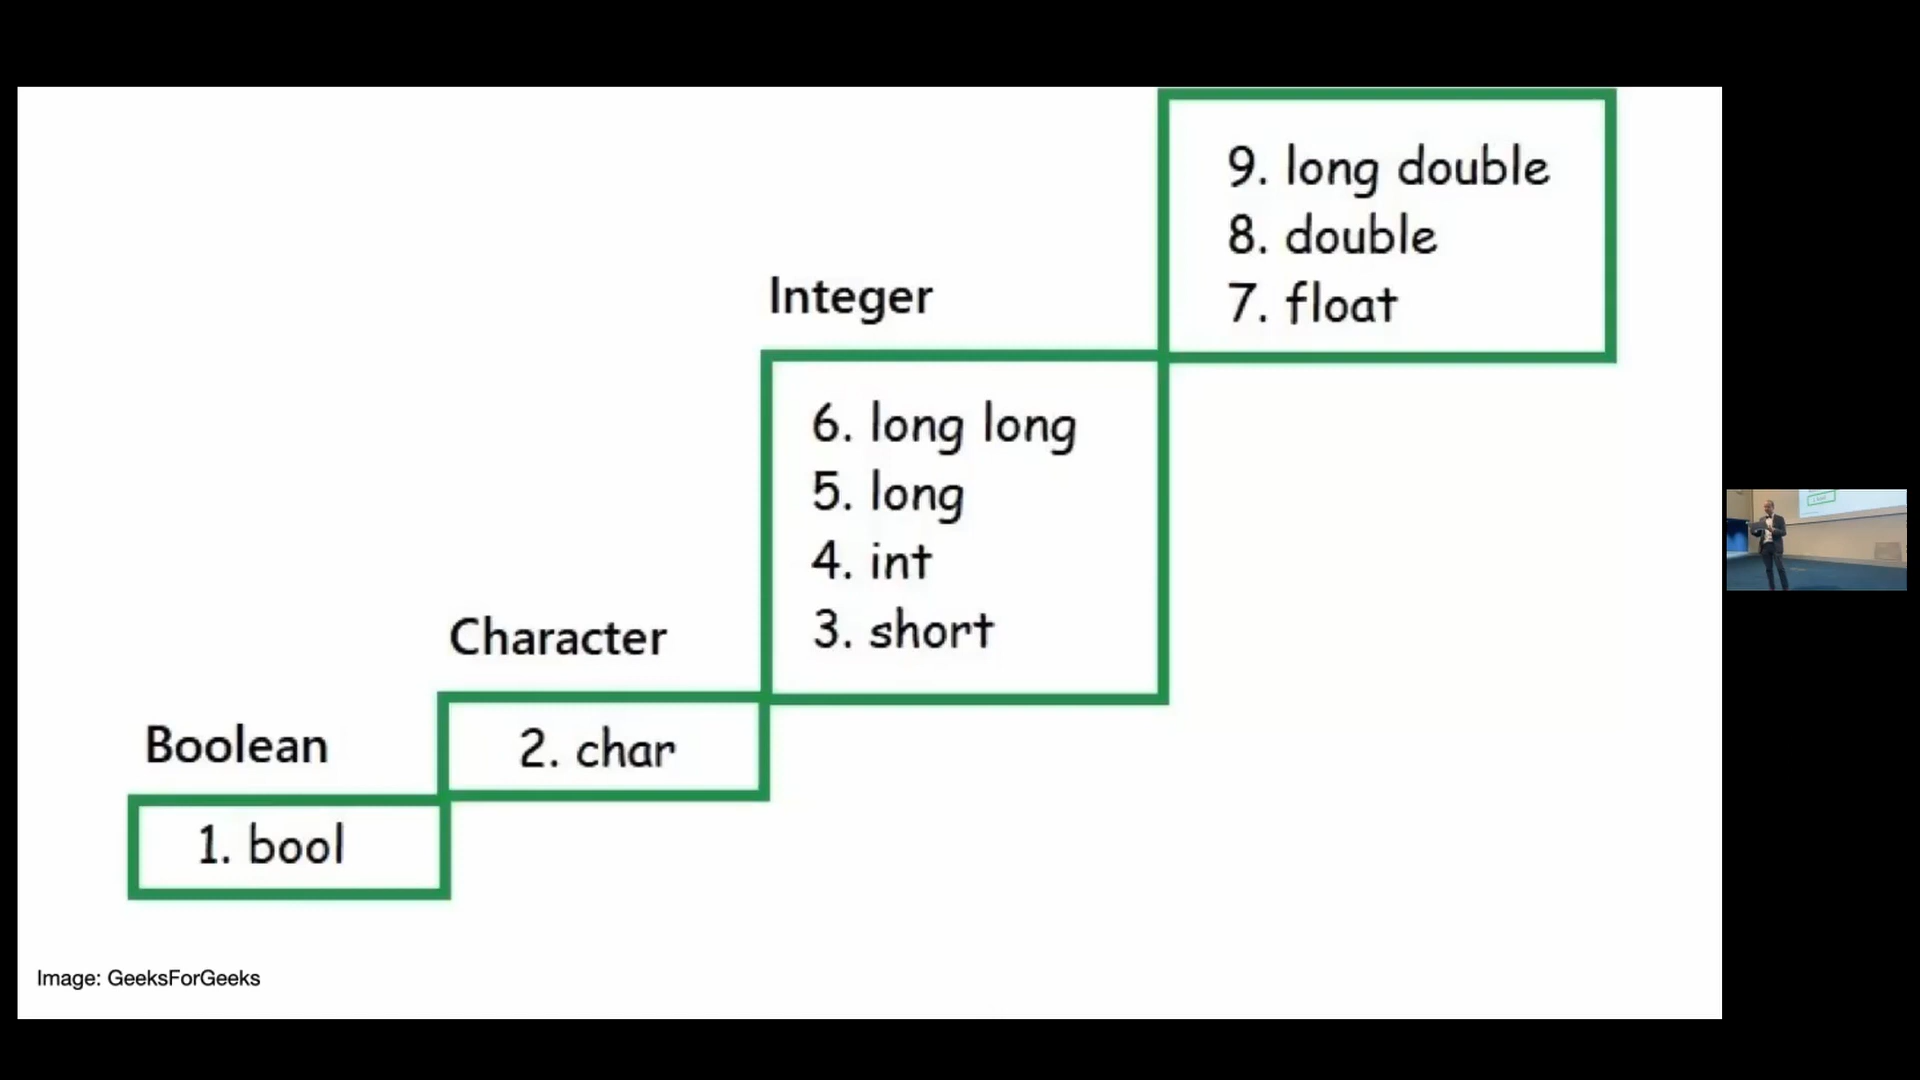 9. long double
8. double
7. float
Integer
6. long long
5. long
4. int
3. short
Character
2. char
Boolean
1. bool
Image: GeeksForGeeks